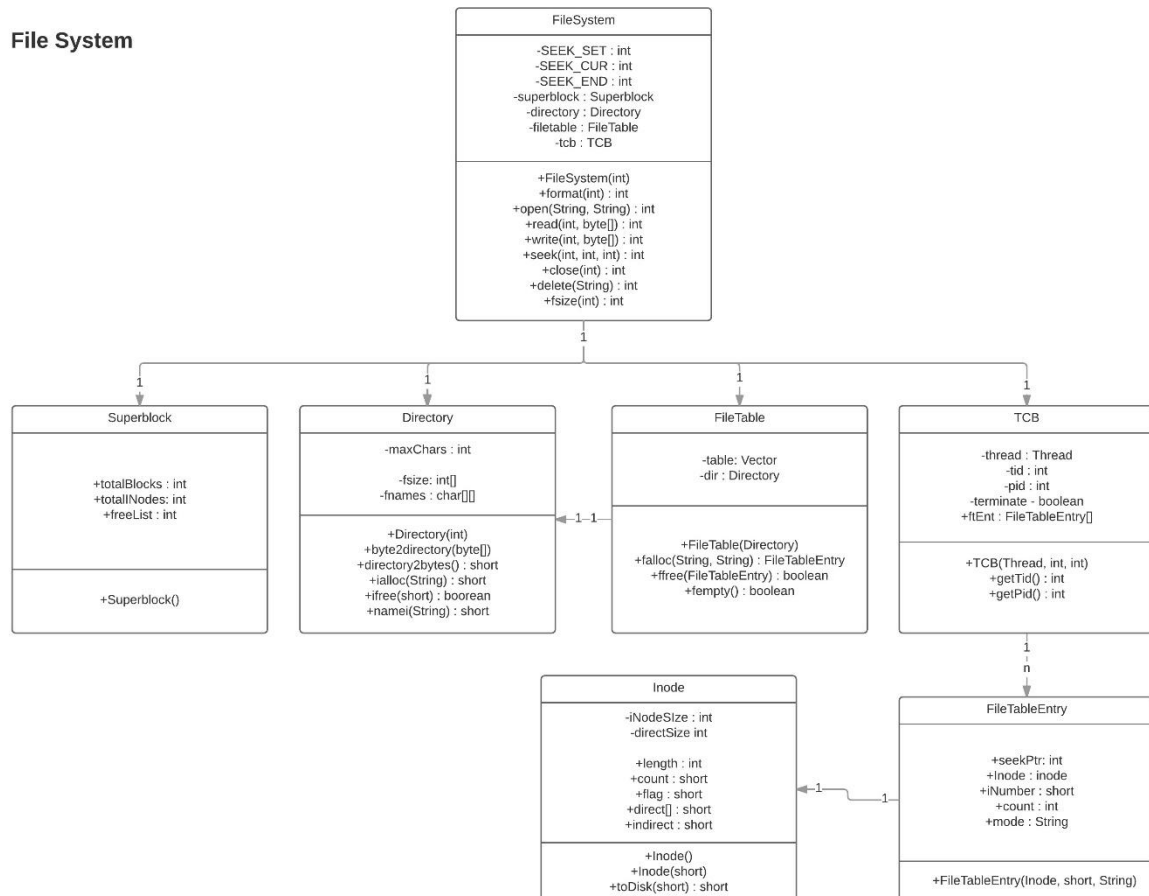 File System
FileSystem
-SEEK_SET : int
-SEEK_CUR : int
-SEEK_END : int
-superblock : Superblock
-directory : Directory
-filetable : FileTable
-tcb : TCB
+FileSystem(int)
+format(int) : int
+open(String, String) : int
+read(int, byte[]) : int
+write(int, byte[]) : int
+seek(int, int, int) : int
+close(int) : int
+delete(String) : int
+fsize(int) : int
1
1
1
1
1
Superblock
+totalBlocks : int
+totalINodes: int
+freeList : int
+Superblock()
Directory
-maxChars : int
-fsize: int[]
-fnames : char[][]
+Directory(int)
+byte2directory(byte[])
+directory2bytes() : short
+ialloc(String) : short
+ifree(short) : boorean
+namei(String) : short
1 1
FileTable
-table: Vector
-dir : Directory
+FileTable(Directory)
+falloc(String, String) : FileTableEntry
+ffree(FileTableEntry) : boolean
+fempty() : boolean
TCB
-thread : Thread
-tid : int
-pid : int
-terminate - boolean
+ftEnt : FileTableEntry[]
+TCB(Thread, int, int)
+getTid() : int
+getPid() : int
1
n
Inode
-iNodeSIze : int
-directSize int
+length : int
+count : short
+flag : short
+direct[] : short
+indirect : short
+Inode()
+Inode(short)
+toDisk(short) : short
1
1
FileTableEntry
+seekPtr: int
+Inode : inode
+iNumber : short
+count : int
+mode : String
+FileTableEntry(Inode, short, String)